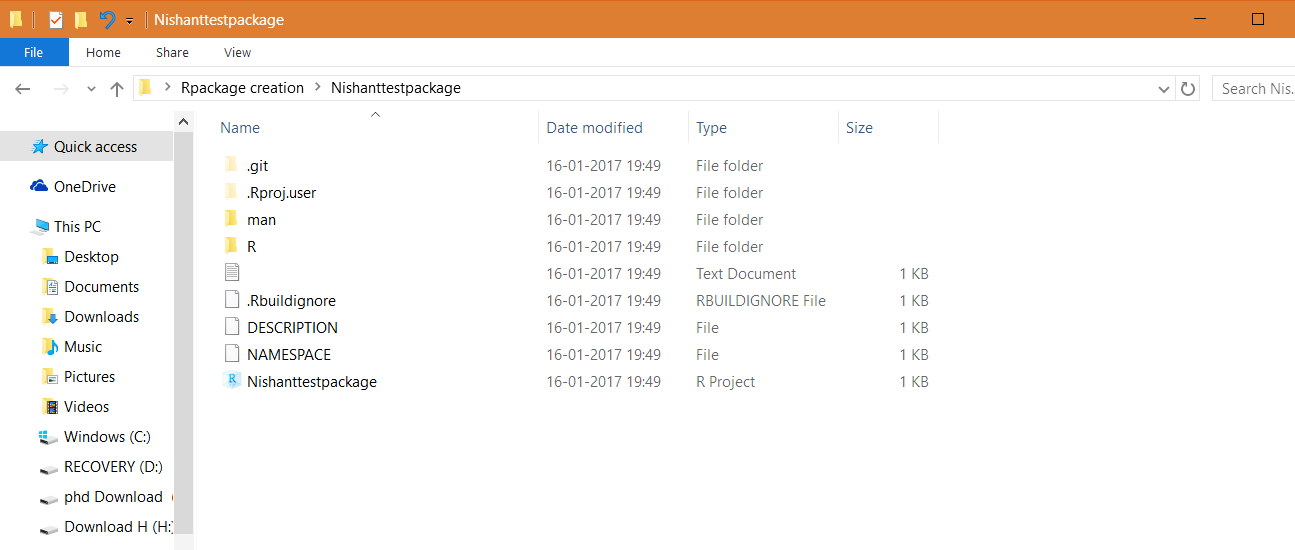 Nishanttestpackage
File Home Share View
Rpackage creation Nishanttestpackage Search Nis...
Name Date modified Type Size
Quick access
OneDrive
This PC
Desktop
Documents
Downloads
Music
Pictures
Videos
Windows (C:)
RECOVERY (D:)
phd Download
Download H (H:)
.git 16-01-2017 19:49 File folder
.Rproj.user 16-01-2017 19:49 File folder
man 16-01-2017 19:49 File folder
R 16-01-2017 19:49 File folder
16-01-2017 19:49 Text Document 1 KB
.Rbuildignore 16-01-2017 19:49 RBUILDIGNORE File 1 KB
DESCRIPTION 16-01-2017 19:49 File 1 KB
NAMESPACE 16-01-2017 19:49 File 1 KB
R Nishanttestpackage 16-01-2017 19:49 R Project 1 KB